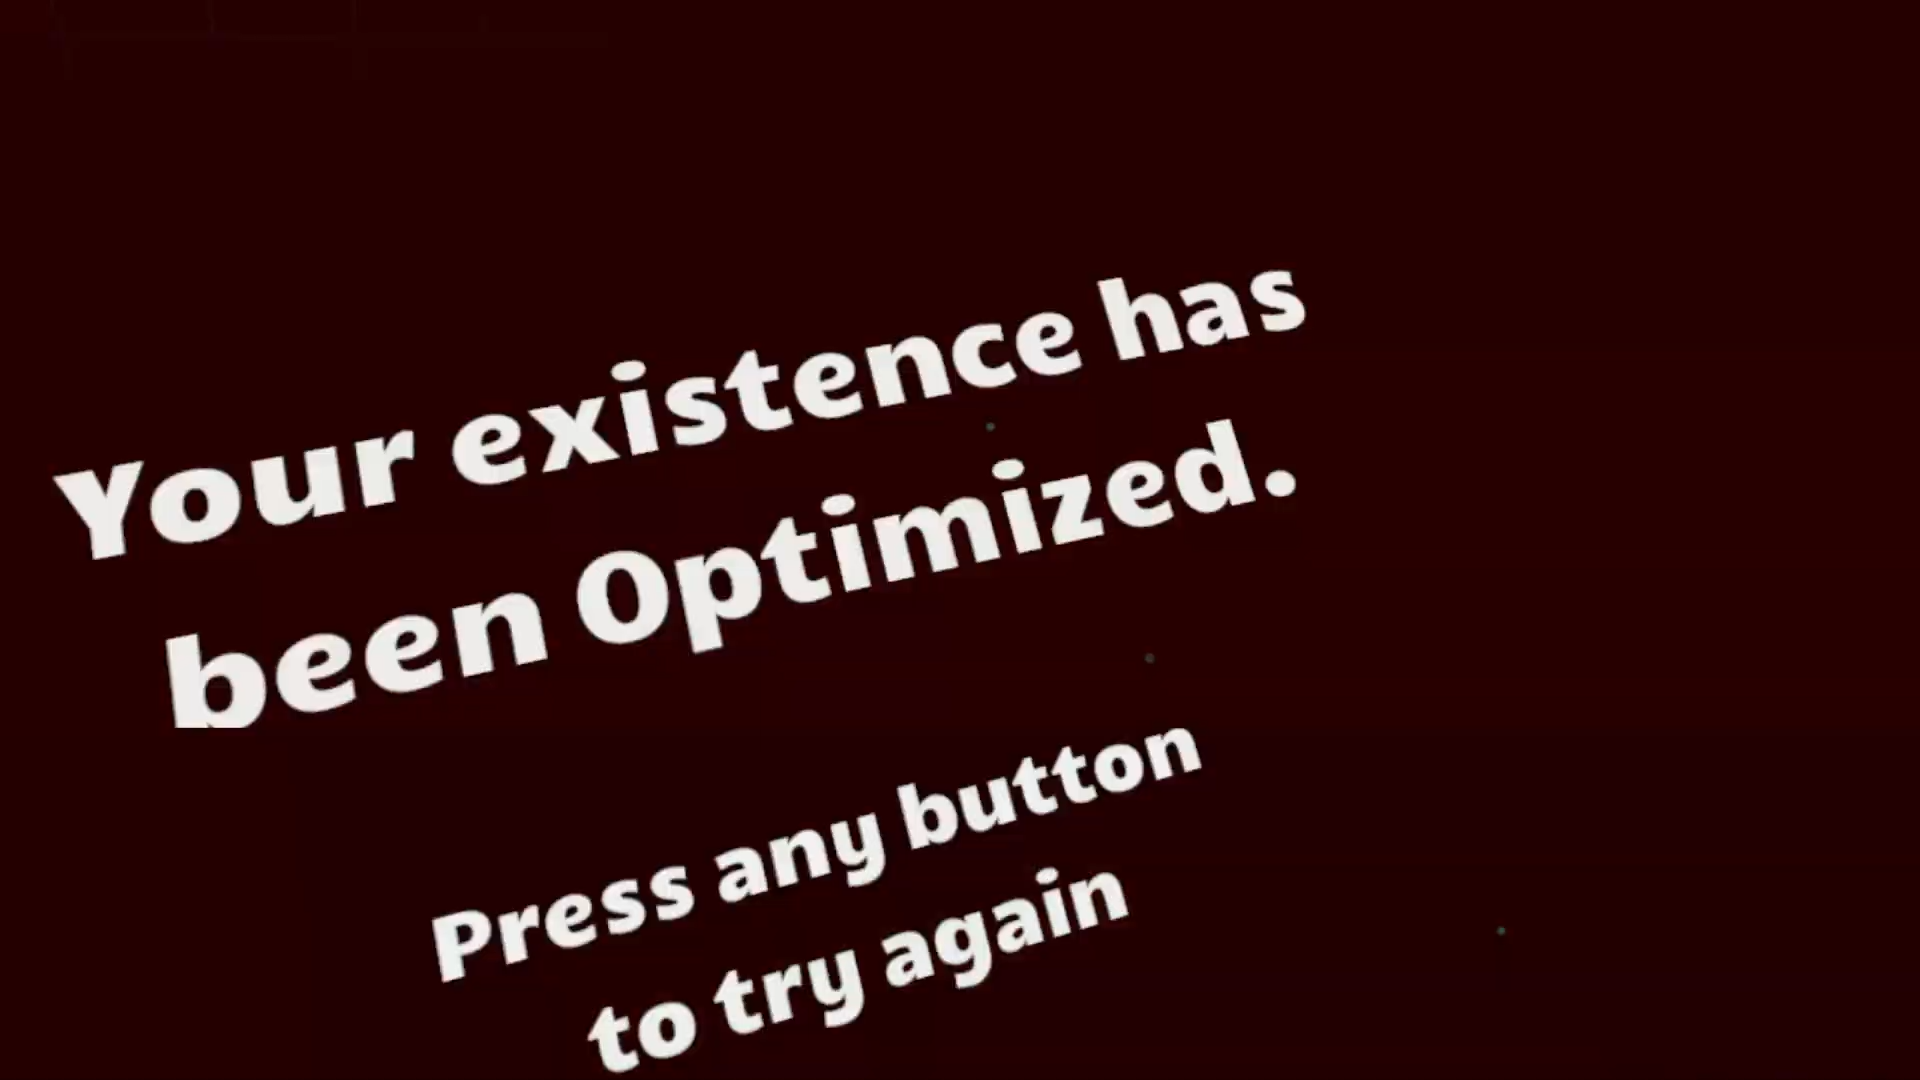 Your existence has
been Optimized.
Press any button
to try again